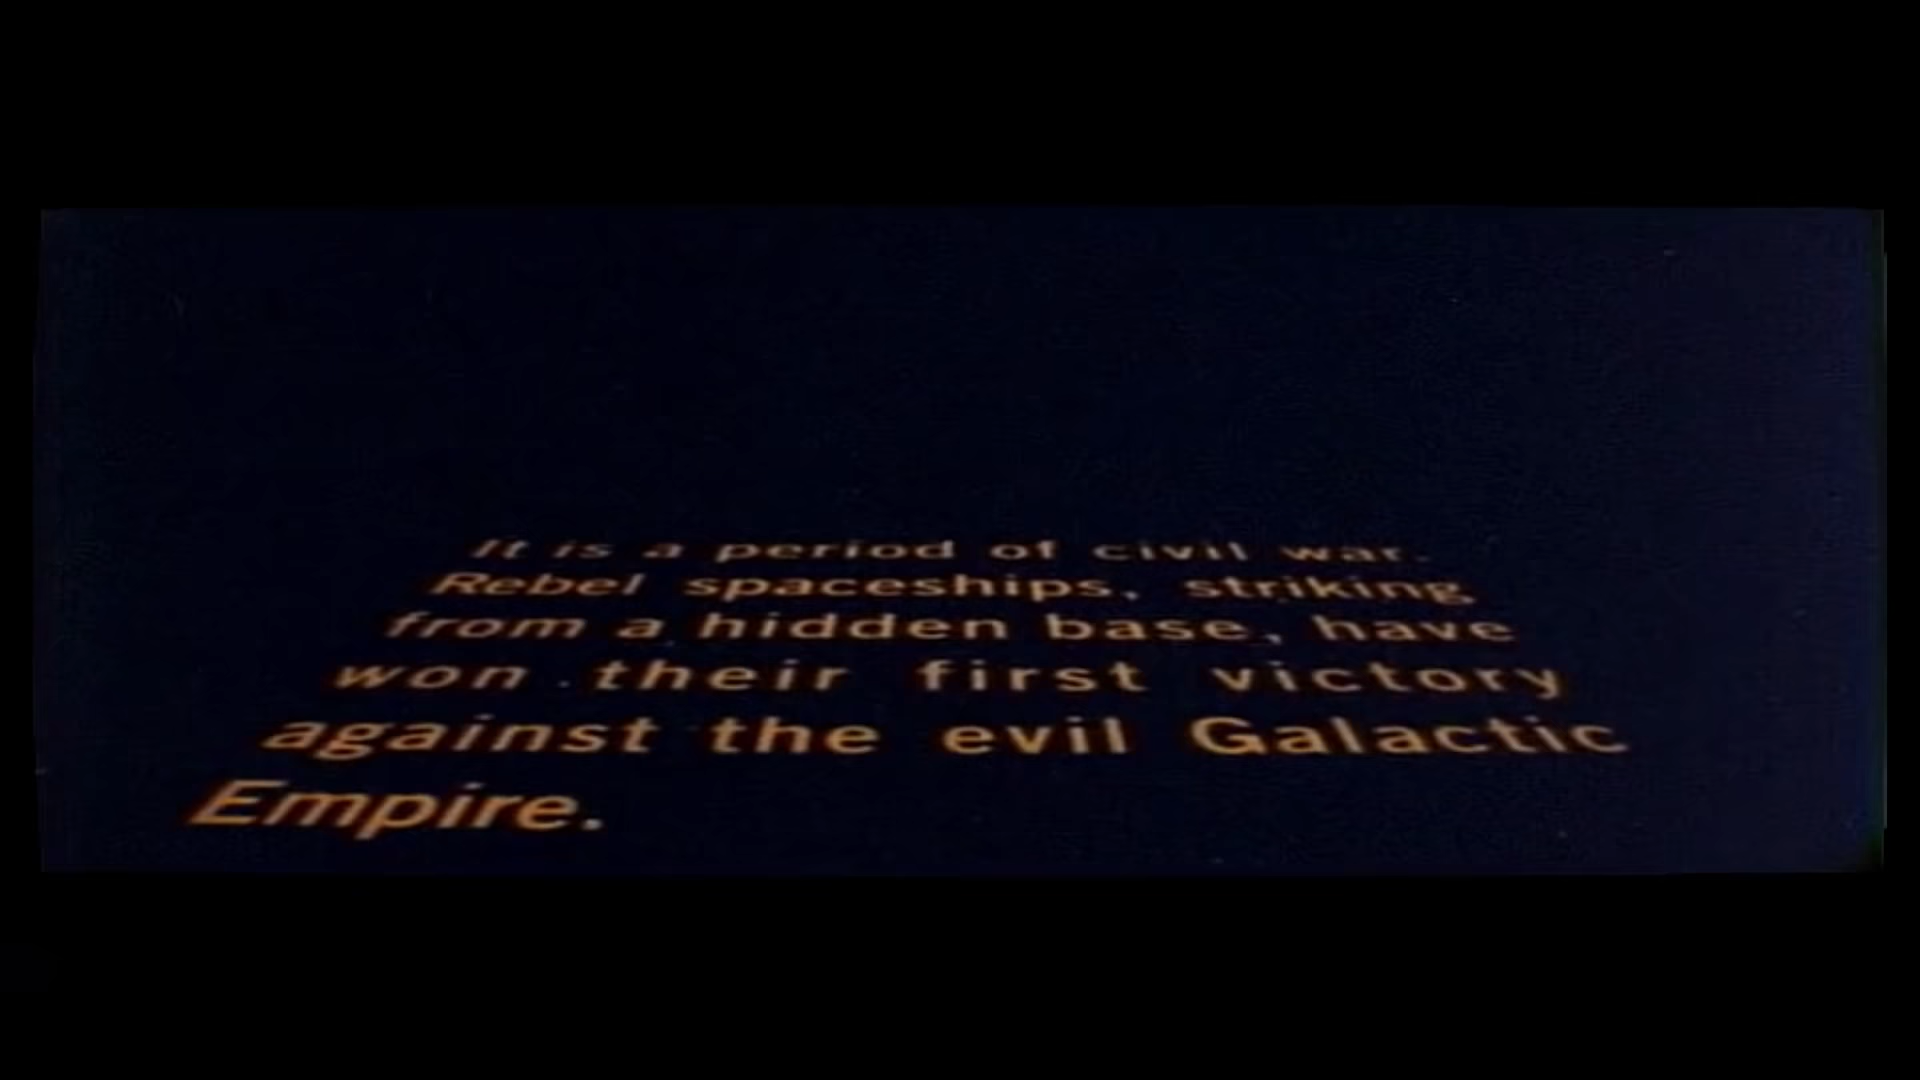 It is a period of civil war.
Rebel spaceships, striking
from a hidden base, have
won their first victory
against the evil Galactic
Empire.